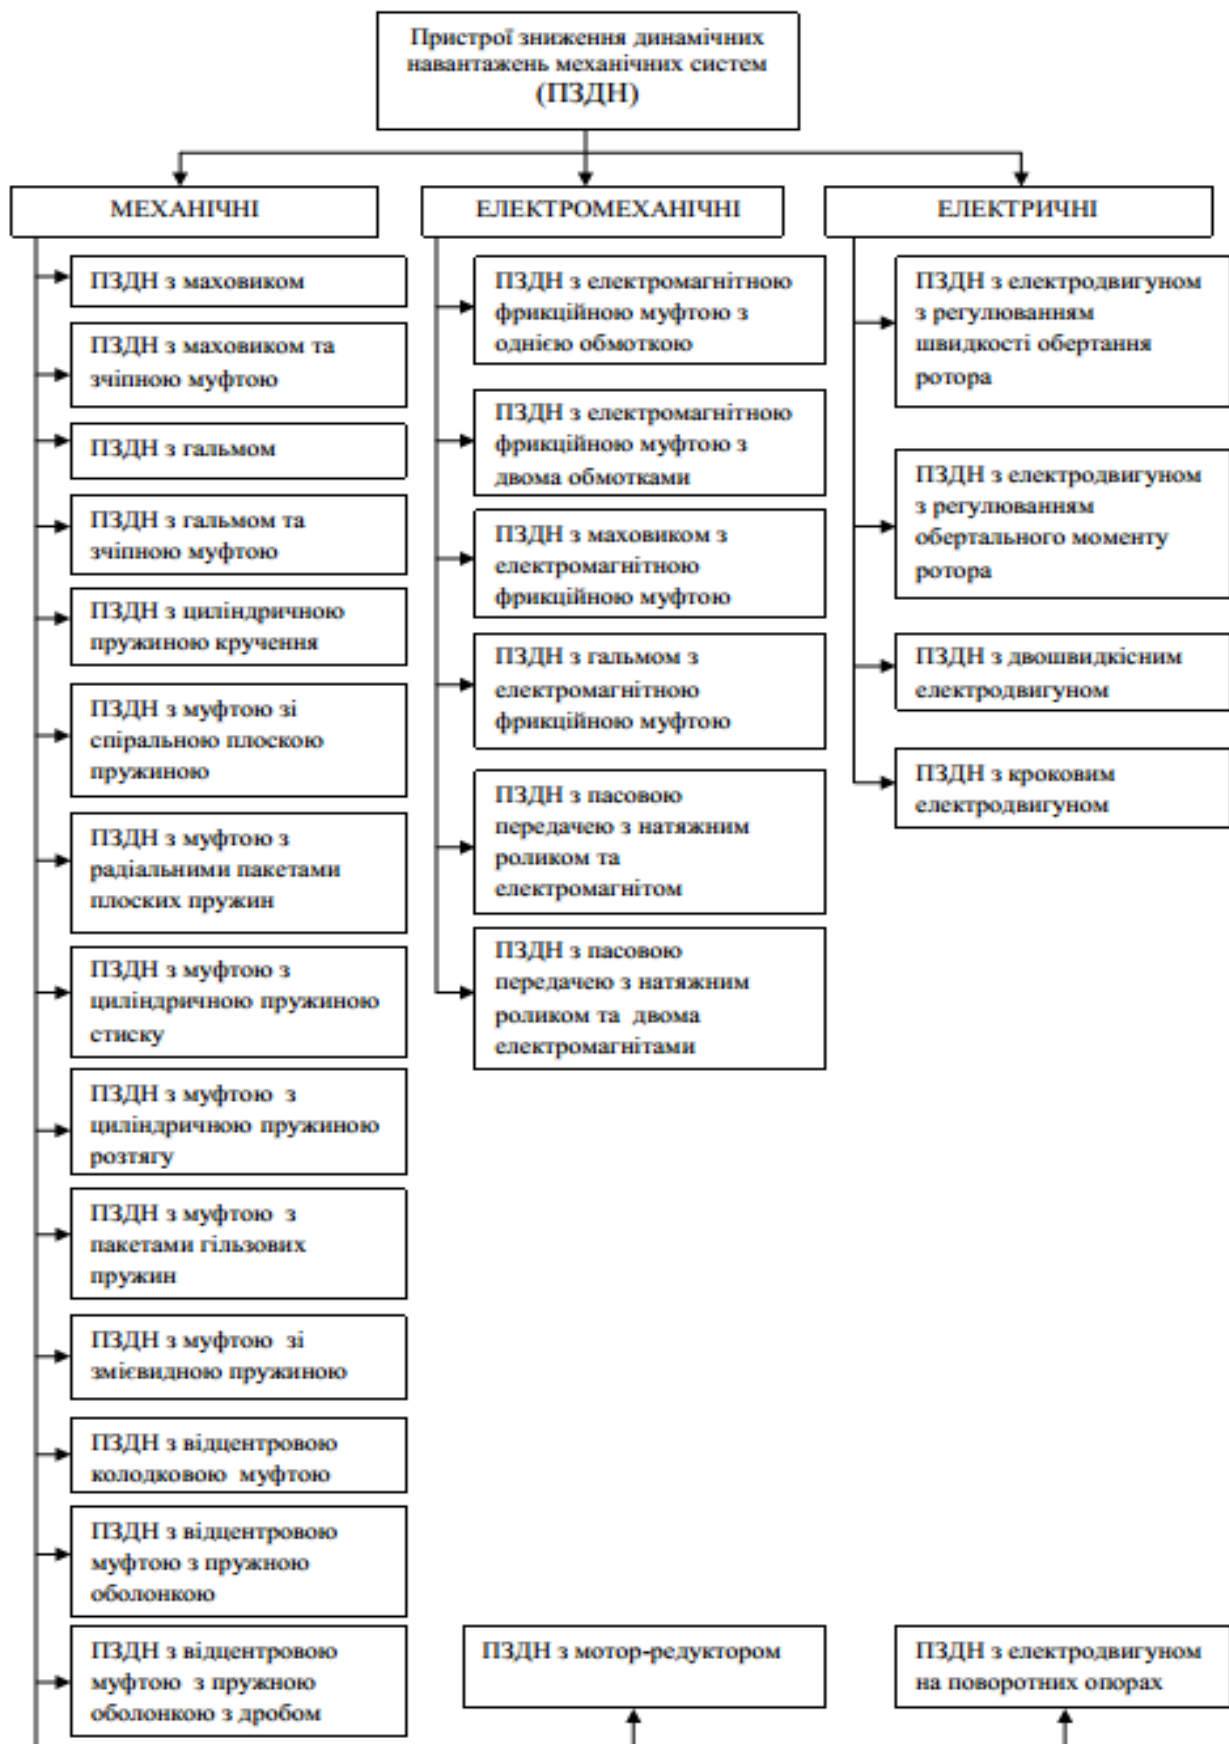 Пристрої зниження динамічних
навантажень механічних систем
(ПЗДН)
МЕХАНІЧНІ
ПЗДН з маховиком
ПЗДН з маховиком та
зчіпною муфтою
ПЗДН з гальмом
ПЗДН з гальмом та
зчіпною муфтою
ПЗДН з циліндричною
пружиною кручення
ПЗДН з муфтою зі
спіральною плоскою
пружиною
ПЗДН з муфтою з
радіальними пакетами
плоских пружин
ПЗДН з муфтою з
циліндричною пружиною
стиску
ПЗДН з муфтою з
циліндричною пружиною
розтягу
ПЗДН з муфтою з
пакетами гільзових
пружин
ПЗДН з муфтою зі
змієвидною пружиною
ПЗДН з відцентровою
колодковою муфтою
ПЗДН з відцентровою
муфтою з пружною
оболонкою
ПЗДН з відцентровою
муфтою з пружною
оболонкою з дробом
ЕЛЕКТРОМЕХАНІЧНІ
ПЗДН з електромагнітною
фрикційною муфтою з
однією обмоткою
ПЗДН з електромагнітною
фрикційною муфтою з
двома обмотками
ПЗДН з маховиком з
електромагнітною
фрикційною муфтою
ПЗДН з гальмом з
електромагнітною
фрикційною муфтою
ПЗДН з пасовою
передачею з натяжним
роликом та
електромагнітом
ПЗДН з пасовою
передачею з натяжним
роликом та двома
електромагнітами
ПЗДН з мотор-редуктором
ЕЛЕКТРИЧНІ
ПЗДН з електродвигуном
з регулюванням
швидкості обертання
ротора
ПЗДН з електродвигуном
з регулюванням
обертального моменту
ротора
ПЗДН з двошвидкісним
електродвигуном
ПЗДН з кроковим
електродвигуном
ПЗДН з електродвигуном
на поворотних опорах